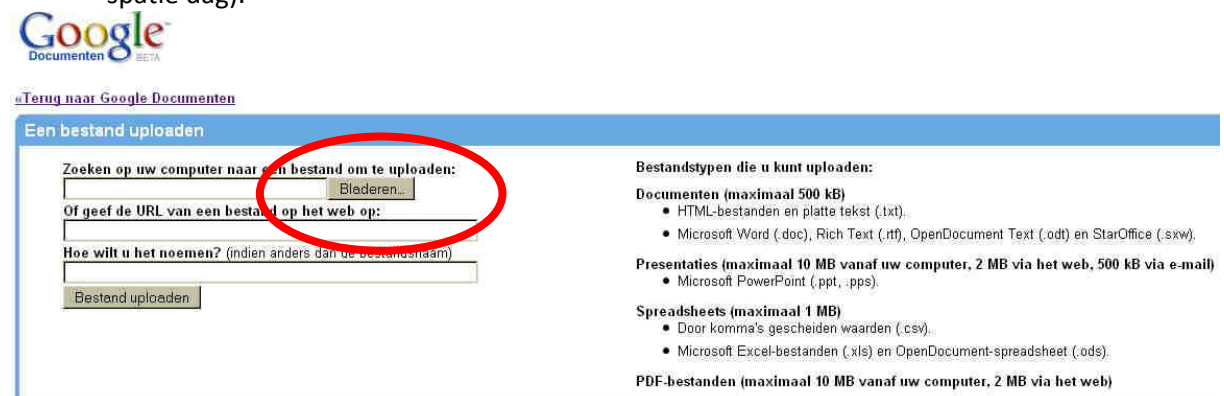 spatie dag).
Google
Documenten BETA
«Terug naar Google Documenten
Een bestand uploaden
Zoeken op uw computer naar een bestand om te uploaden:
Bladeren...
Of geef de URL van een bestand op het web op:
Hoe wilt u het noemen? (indien anders dan de bestandsnaam)
Bestand uploaden
Bestandstypen die u kunt uploaden:
Documenten (maximaal 500 kB)
• HTML-bestanden en platte tekst (.txt).
• Microsoft Word (.doc), Rich Text (.rtf), OpenDocument Text (.odt) en StarOffice (.sxw).
Presentaties (maximaal 10 MB vanaf uw computer, 2 MB via het web, 500 kB via e-mail)
• Microsoft PowerPoint (.ppt, .pps).
Spreadsheets (maximaal 1 MB)
• Door komma's gescheiden waarden (.csv).
• Microsoft Excel-bestanden (.xls) en OpenDocument-spreadsheet (.ods).
PDF-bestanden (maximaal 10 MB vanaf uw computer, 2 MB via het web)